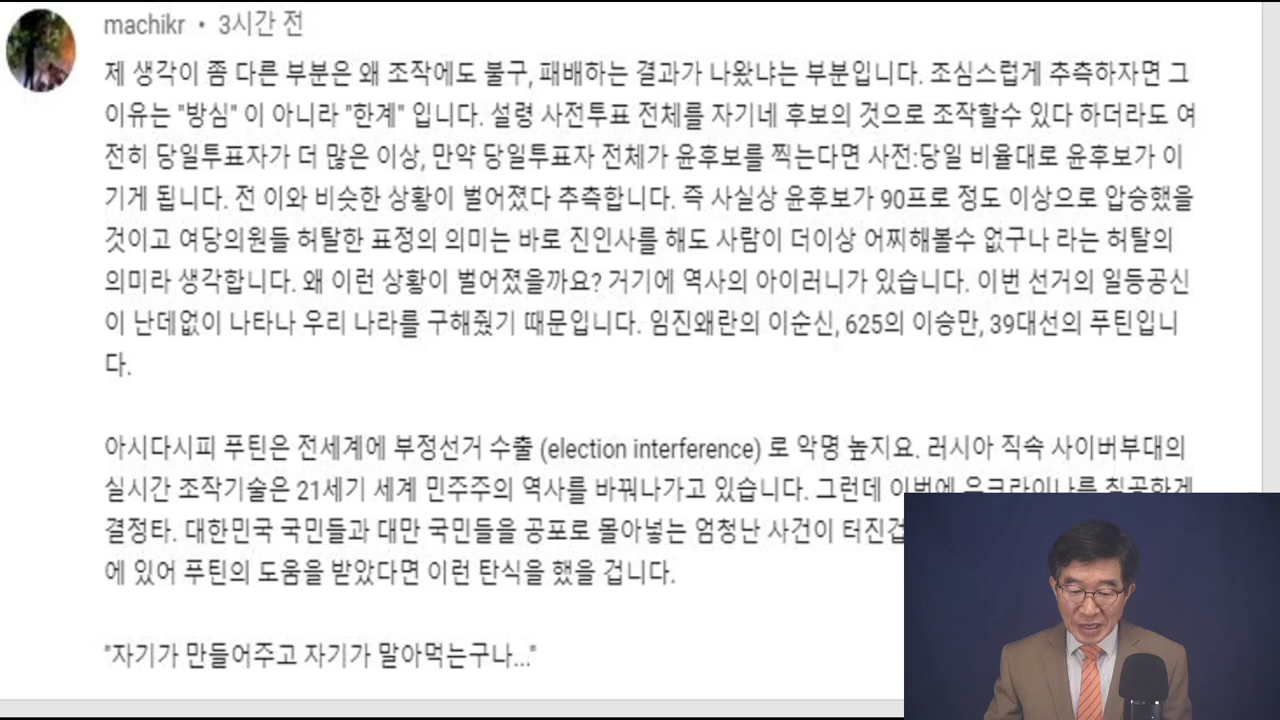 machikr • 3시간 전
제 생각이 좀 다른 부분은 왜 조작에도 불구, 패배하는 결과가 나왔냐는 부분입니다. 조심스럽게 추측하자면 그
이유는 "방심" 이 아니라 "한계" 입니다. 설령 사전투표 전체를 자기네 후보의 것으로 조작할수 있다 하더라도 여
전히 당일투표자가 더 많은 이상, 만약 당일투표자 전체가 윤후보를 찍는다면 사전:당일 비율대로 윤후보가 이
기게 됩니다. 전 이와 비슷한 상황이 벌어졌다 추측합니다. 즉 사실상 윤후보가 90프로 정도 이상으로 압승했을
것이고 여당의원들 허탈한 표정의 의미는 바로 진인사를 해도 사람이 더이상 어찌해볼수 없구나 라는 허탈의
의미라 생각합니다. 왜 이런 상황이 벌어졌을까요? 거기에 역사의 아이러니가 있습니다. 이번 선거의 일등공신
이 난데없이 나타나 우리 나라를 구해줬기 때문입니다. 임진왜란의 이순신, 625의 이승만, 39대선의 푸틴입니
다.
아시다시피 푸틴은 전세계에 부정선거 수출 (election interference) 로 악명 높지요. 러시아 직속 사이버부대의
실시간 조작기술은 21세기 세계 민주주의 역사를 바꿔나가고 있습니다. 그런데 이번에 우크라이나를 침공하게
결정타. 대한민국 국민들과 대만 국민들을 공포로 몰아넣는 엄청난 사건이 터진겁
에 있어 푸틴의 도움을 받았다면 이런 탄식을 했을 겁니다.
"자기가 만들어주고 자기가 말아먹는구나..."